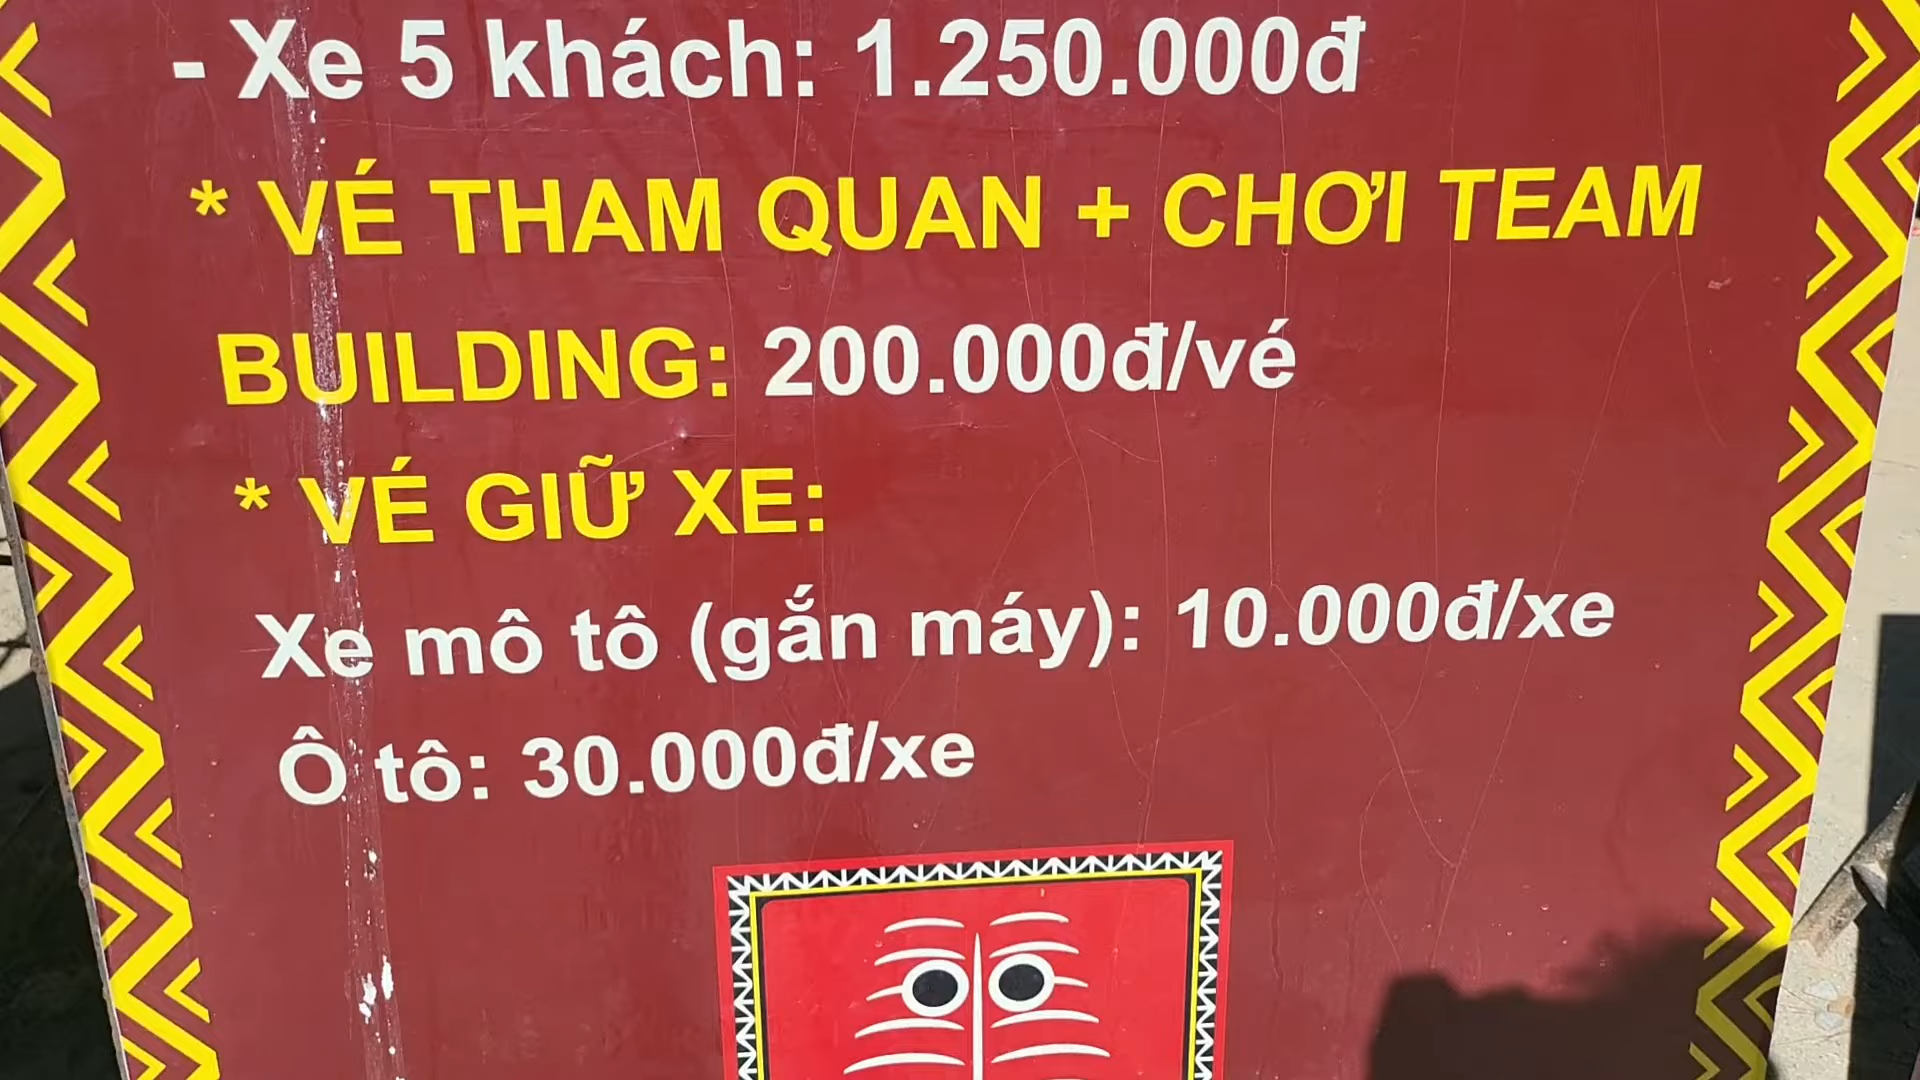 - Xe 5 khách: 1.250.000đ
* VÉ THAM QUAN + CHƠI TEAM
BUILDING: 200.000đ/vé
* VÉ GIỮ XE:
Xe mô tô (gắn máy): 10.000đ/xe
Ô tô: 30.000đ/xe